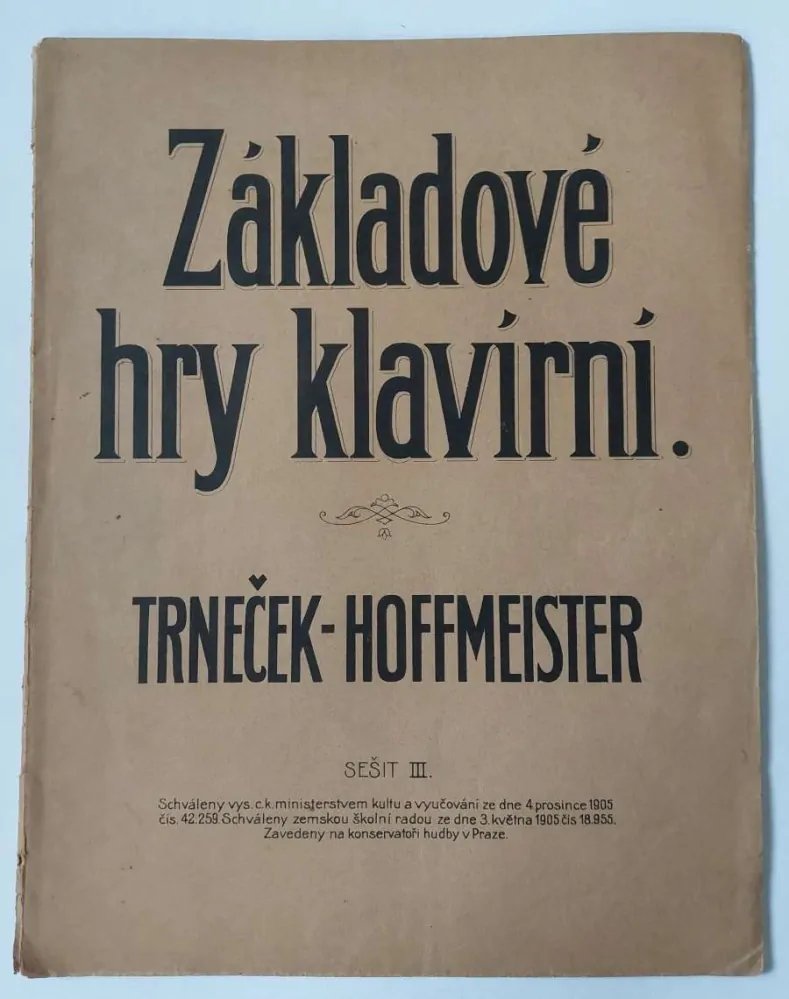 Základové
hry klavírní.
TRNEČEK-HOFFMEISTER
SEŠIT III.
Schváleny vys. c.k. ministerstvem kultu a vyučování ze dne 4. prosince 1905
čís. 42.259. Schváleny zemskou školní radou ze dne 3. května 1905 čís 18.955.
Zavedeny na konservatoři hudby v Praze.